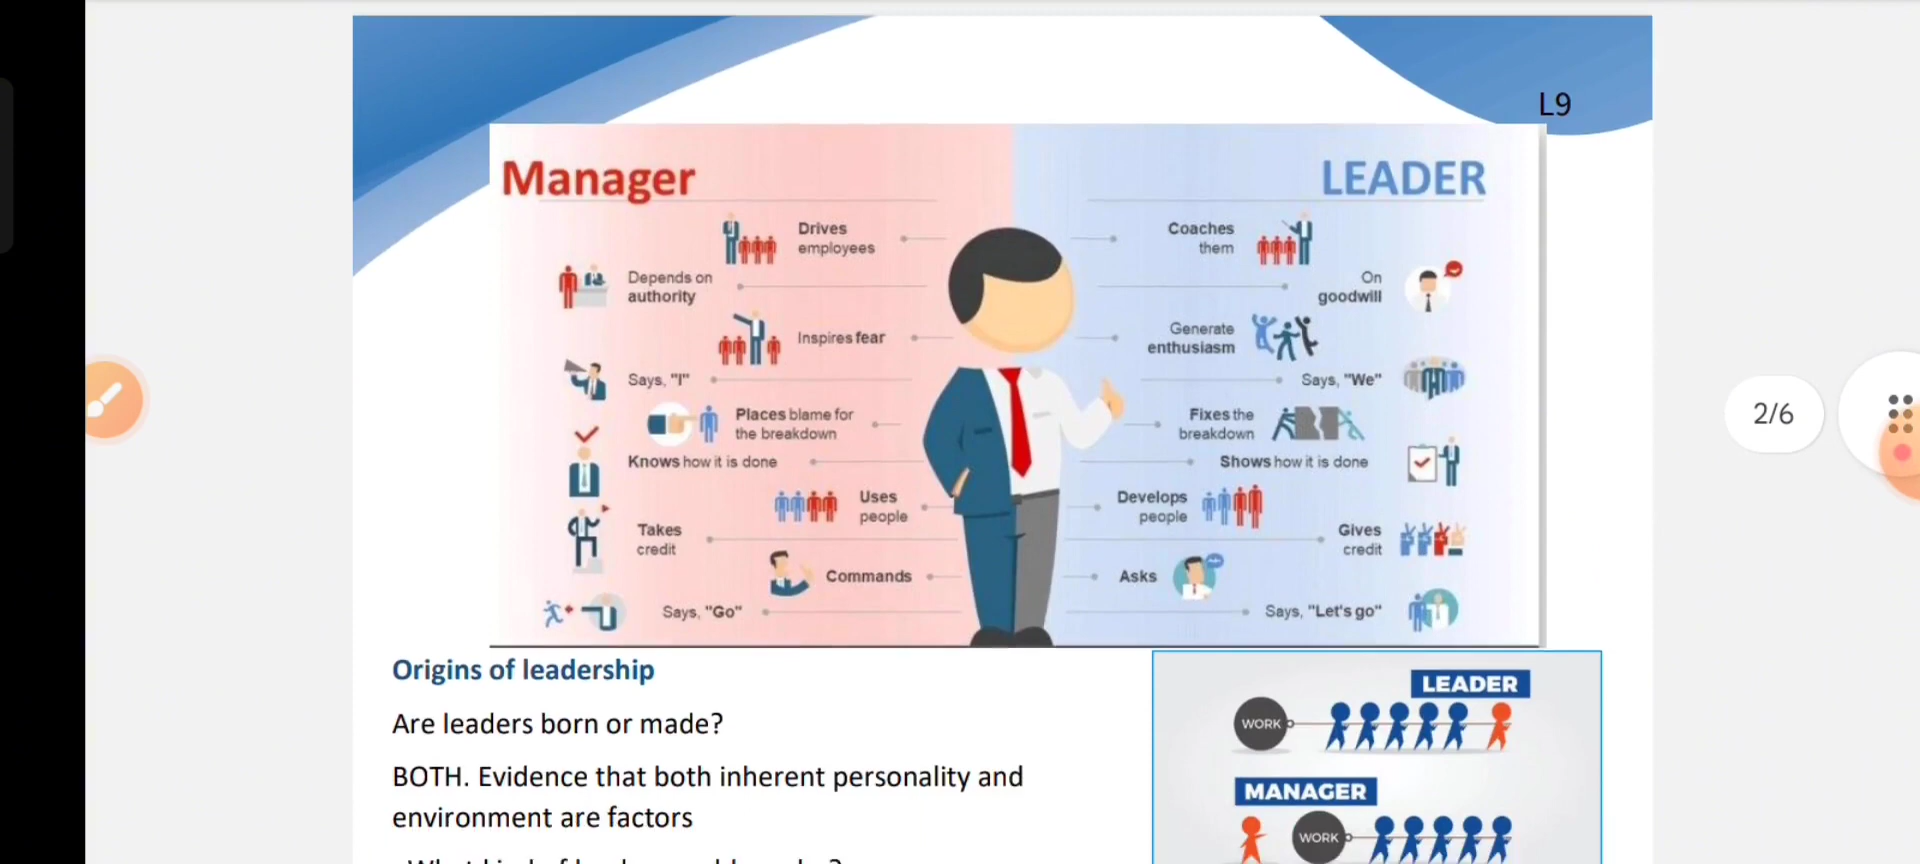 L9
Manager
LEADER
Drives
employees
Coaches
them
Depends on
authority
On
goodwill
Inspires fear
Generate
enthusiasm
Says, "I"
Says, "We"
Places blame for
the breakdown
Fixes the
breakdown
Knows how it is done
Shows how it is done
Uses
people
Develops
people
Takes
credit
Gives
credit
Commands
Asks
Says, "Go"
Says, "Let's go"
2/6
Origins of leadership
Are leaders born or made?
BOTH. Evidence that both inherent personality and
environment are factors
LEADER
WORK
MANAGER
WORK